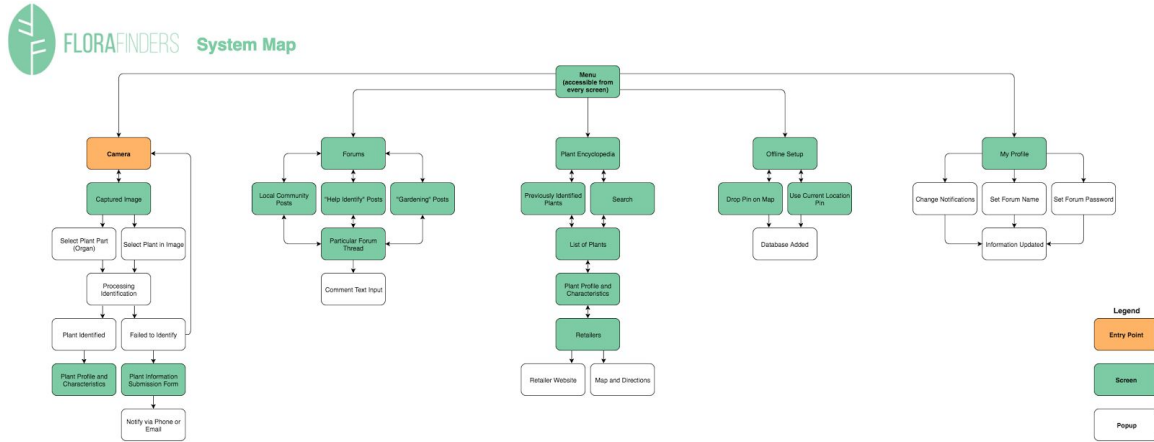 FLORAFINDERS System Map
Menu
(accessible from
every screen)
Camera
Forums
Plant Encyclopedia
Offline Setup
My Profile
Captured Image
Local Community
Posts
"Help Identify" Posts
"Gardening" Posts
Previously Identified
Plants
Search
Drop Pin on Map
Use Current Location
Pin
Change Notifications
Set Forum Name
Set Forum Password
Select Plant Part
(Organ)
Select Plant in Image
Particular Forum
Thread
List of Plants
Database Added
Information Updated
Processing
Identification
Comment Text Input
Plant Profile and
Characteristics
Plant Identified
Failed to Identify
Retailers
Plant Profile and
Characteristics
Plant Information
Submission Form
Retailer Website
Map and Directions
Notify via Phone or
Email
Legend
Entry Point
Screen
Popup